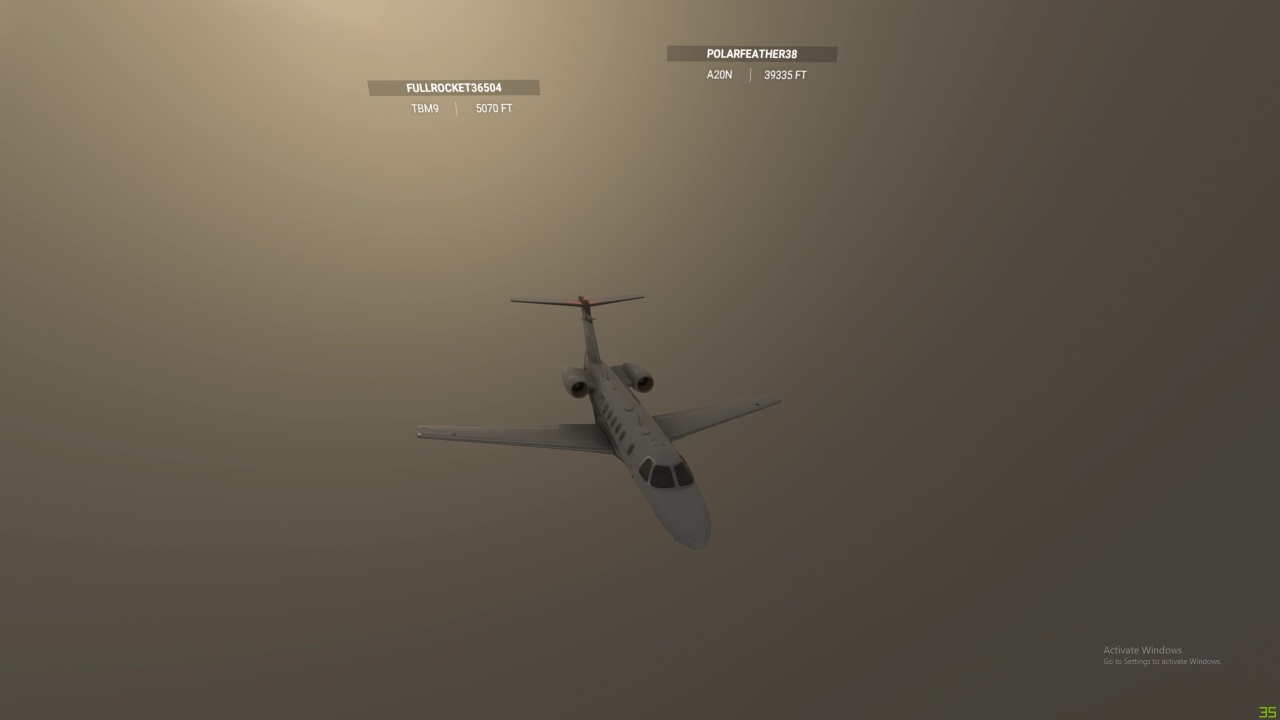 POLARFEATHER38
A20N | 39335 FT
FULLROCKET36504
TBM9 | 5070 FT
Activate Windows
Go to Settings to activate Windows.
35